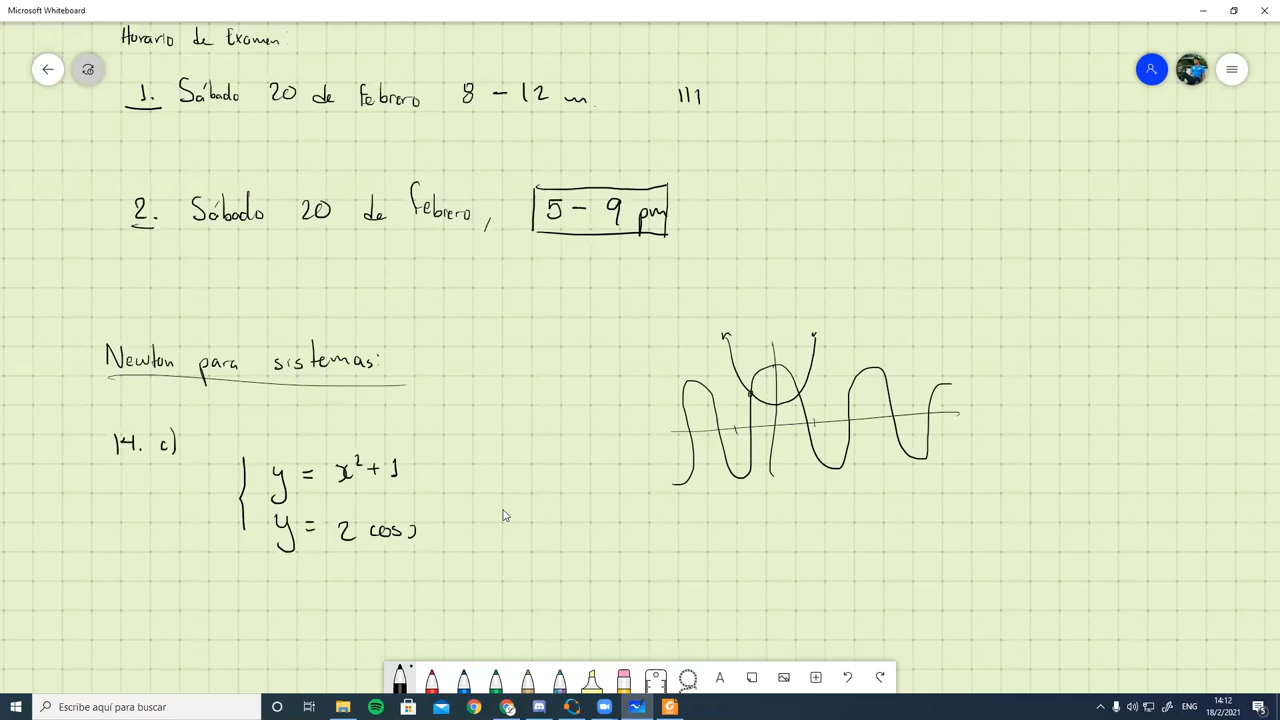 Microsoft Whiteboard
Horario de Examen:
1. Sábado 20 de febrero 8 - 12 m. 111
2. Sábado 20 de febrero, 5 - 9 pm
Newton para sistemas:
14. c)
y = x² + 1
y = 2 cos
Escribe aquí para buscar
ENG
14:12
18/2/2021